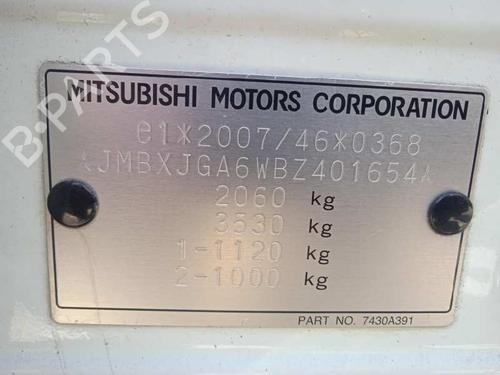 B-PARTS
MITSUBISHI MOTORS CORPORATION
e1*2007/46*0368
*JMBXJGA6WBZ401654*
2060 kg
3530 kg
1-1120 kg
2-1000 kg
PART NO. 7430A391